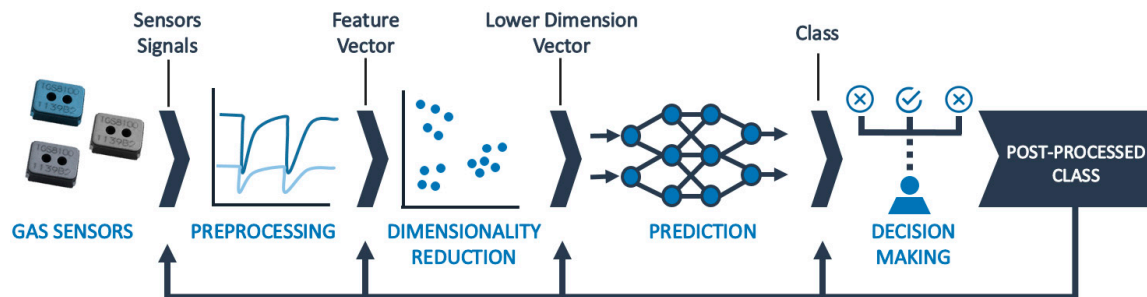 Sensors
Signals
Feature
Vector
Lower Dimension
Vector
Class
POST-PROCESSED
CLASS
GAS SENSORS
PREPROCESSING
DIMENSIONALITY
REDUCTION
PREDICTION
DECISION
MAKING